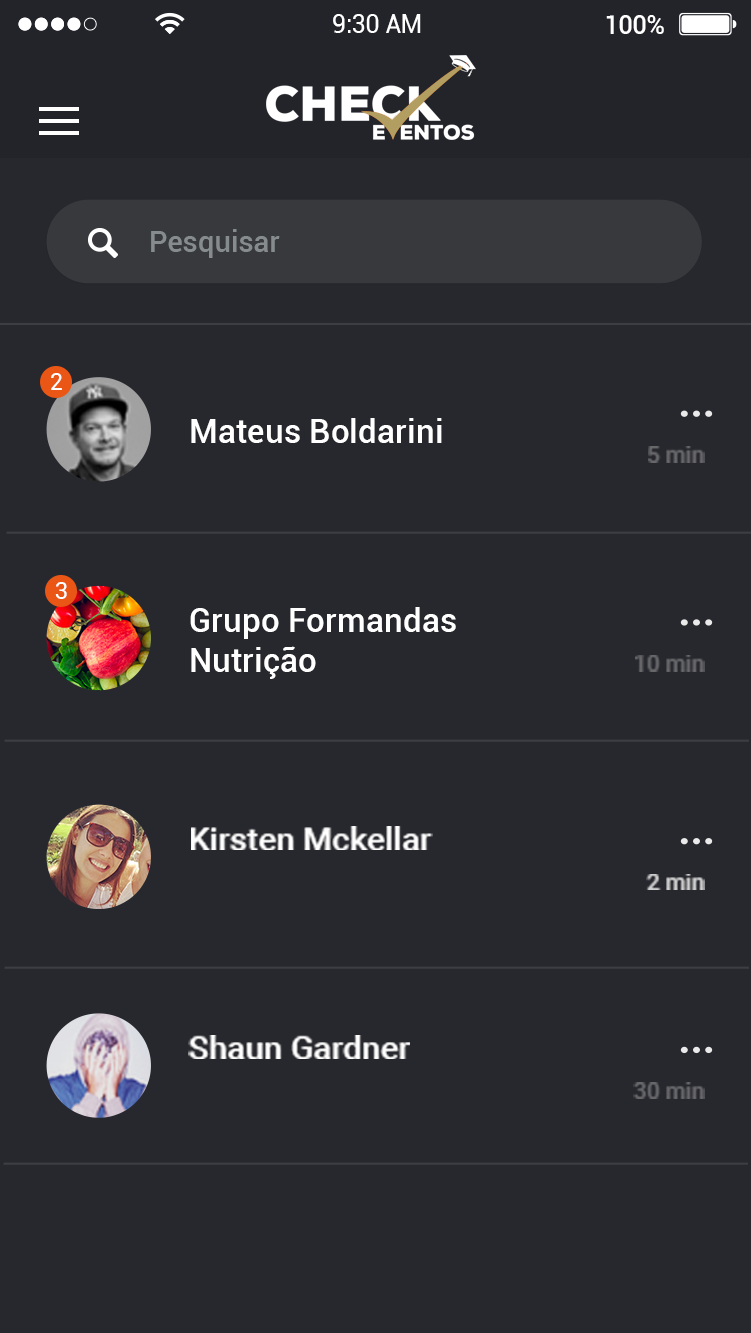 9:30 AM
100%
CHECK
EVENTOS
Pesquisar
2
Mateus Boldarini
5 min
3
Grupo Formandas
Nutrição
10 min
Kirsten Mckellar
2 min
Shaun Gardner
30 min